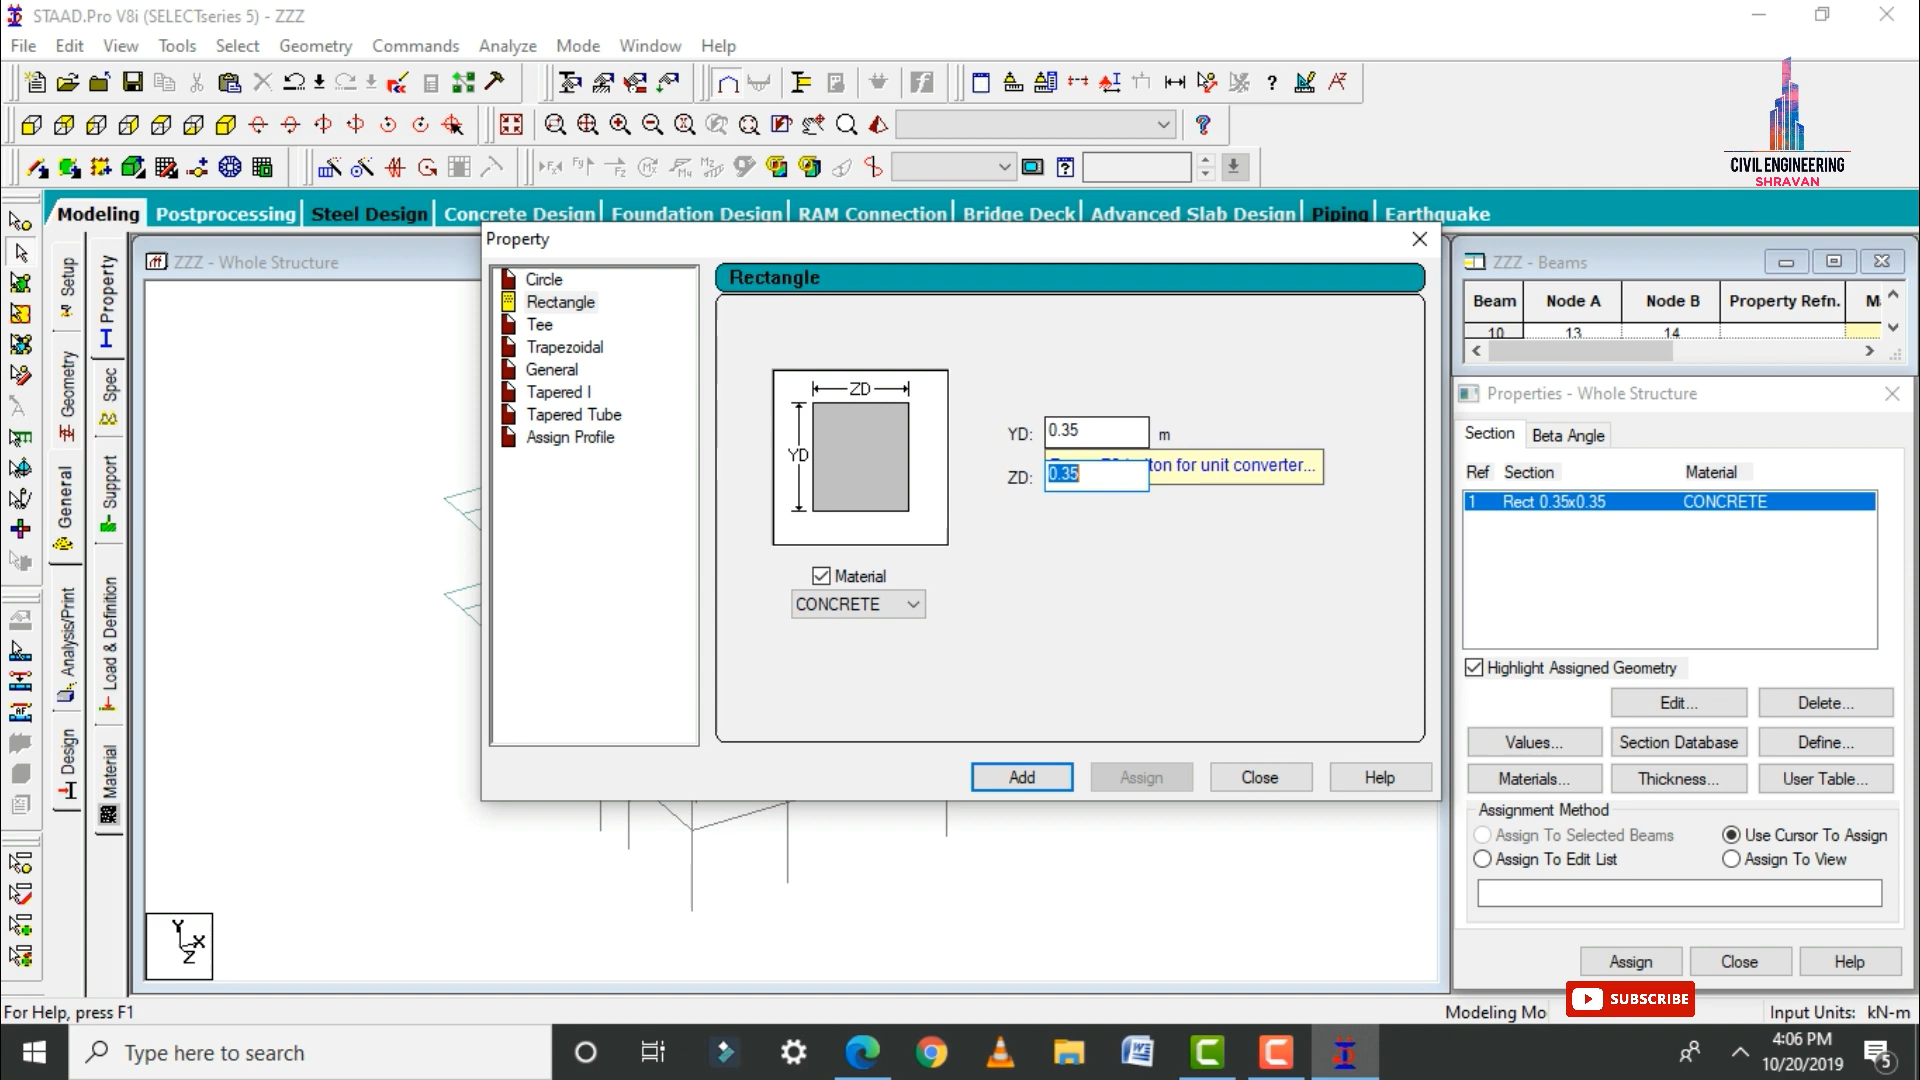 STAAD.Pro V8i (SELECTseries 5) - ZZZ
File Edit View Tools Select Geometry Commands Analyze Mode Window Help
CIVIL ENGINEERING
SHRAVAN
Modeling Postprocessing Steel Design Concrete Design Foundation Design RAM Connection Bridge Deck Advanced Slab Design Piping Earthquake
Setup
Geometry
General
Analysis/Print
Design
Property
Spec
Support
Load & Definition
Material
ZZZ - Whole Structure
Property
Circle
Rectangle
Tee
Trapezoidal
General
Tapered I
Tapered Tube
Assign Profile
Rectangle
ZD
YD
YD: 0.35 m
ton for unit converter...
ZD: 0.35
Material
CONCRETE
Add Assign Close Help
ZZZ - Beams
Beam Node A Node B Property Refn. M
10 13 14
Properties - Whole Structure
Section Beta Angle
Ref Section Material
1 Rect 0.35x0.35 CONCRETE
Highlight Assigned Geometry
Edit... Delete...
Values... Section Database Define...
Materials... Thickness... User Table...
Assignment Method
Assign To Selected Beams Use Cursor To Assign
Assign To Edit List Assign To View
Assign Close Help
Y
X
Z
SUBSCRIBE
For Help, press F1
Modeling Mo
Input Units: kN-m
Type here to search
4:06 PM
10/20/2019
5